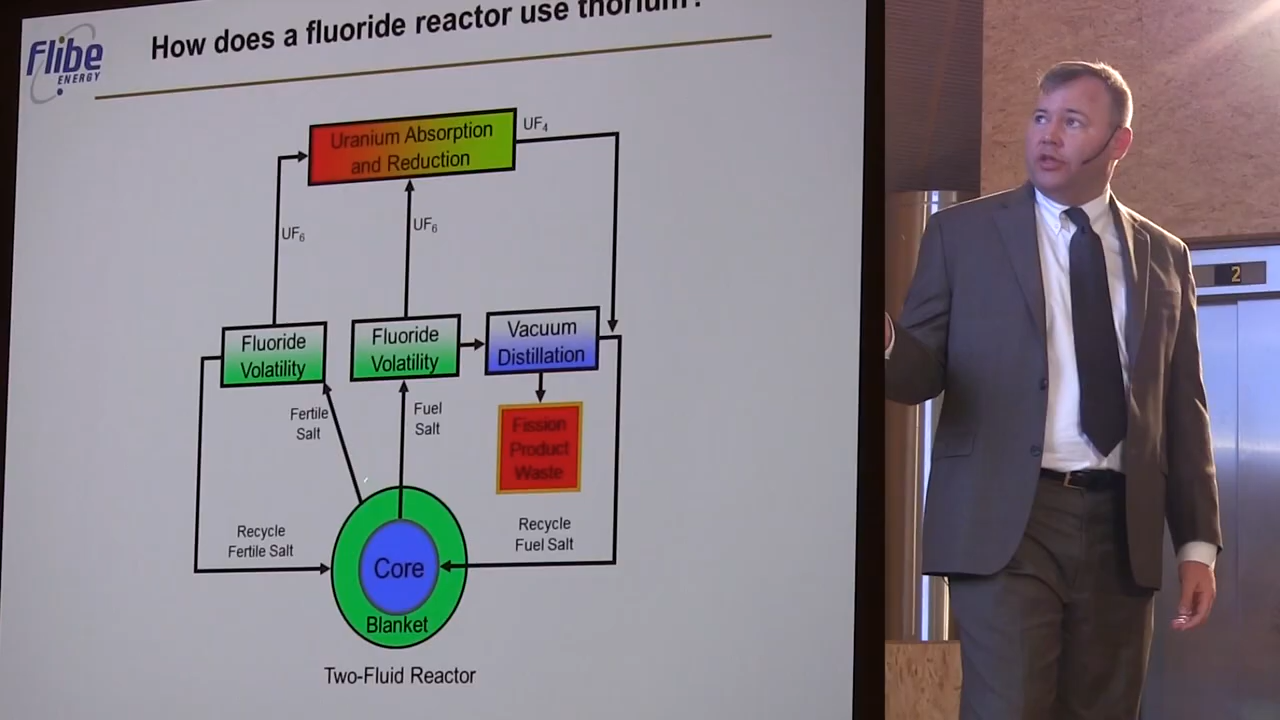 Flibe
ENERGY
How does a fluoride reactor use thorium?
Uranium Absorption
and Reduction
UF₄
UF₆
UF₆
Fluoride
Volatility
Fluoride
Volatility
Vacuum
Distillation
Fertile
Salt
Fuel
Salt
Fission
Product
Waste
Recycle
Fertile Salt
Recycle
Fuel Salt
Core
Blanket
Two-Fluid Reactor
2